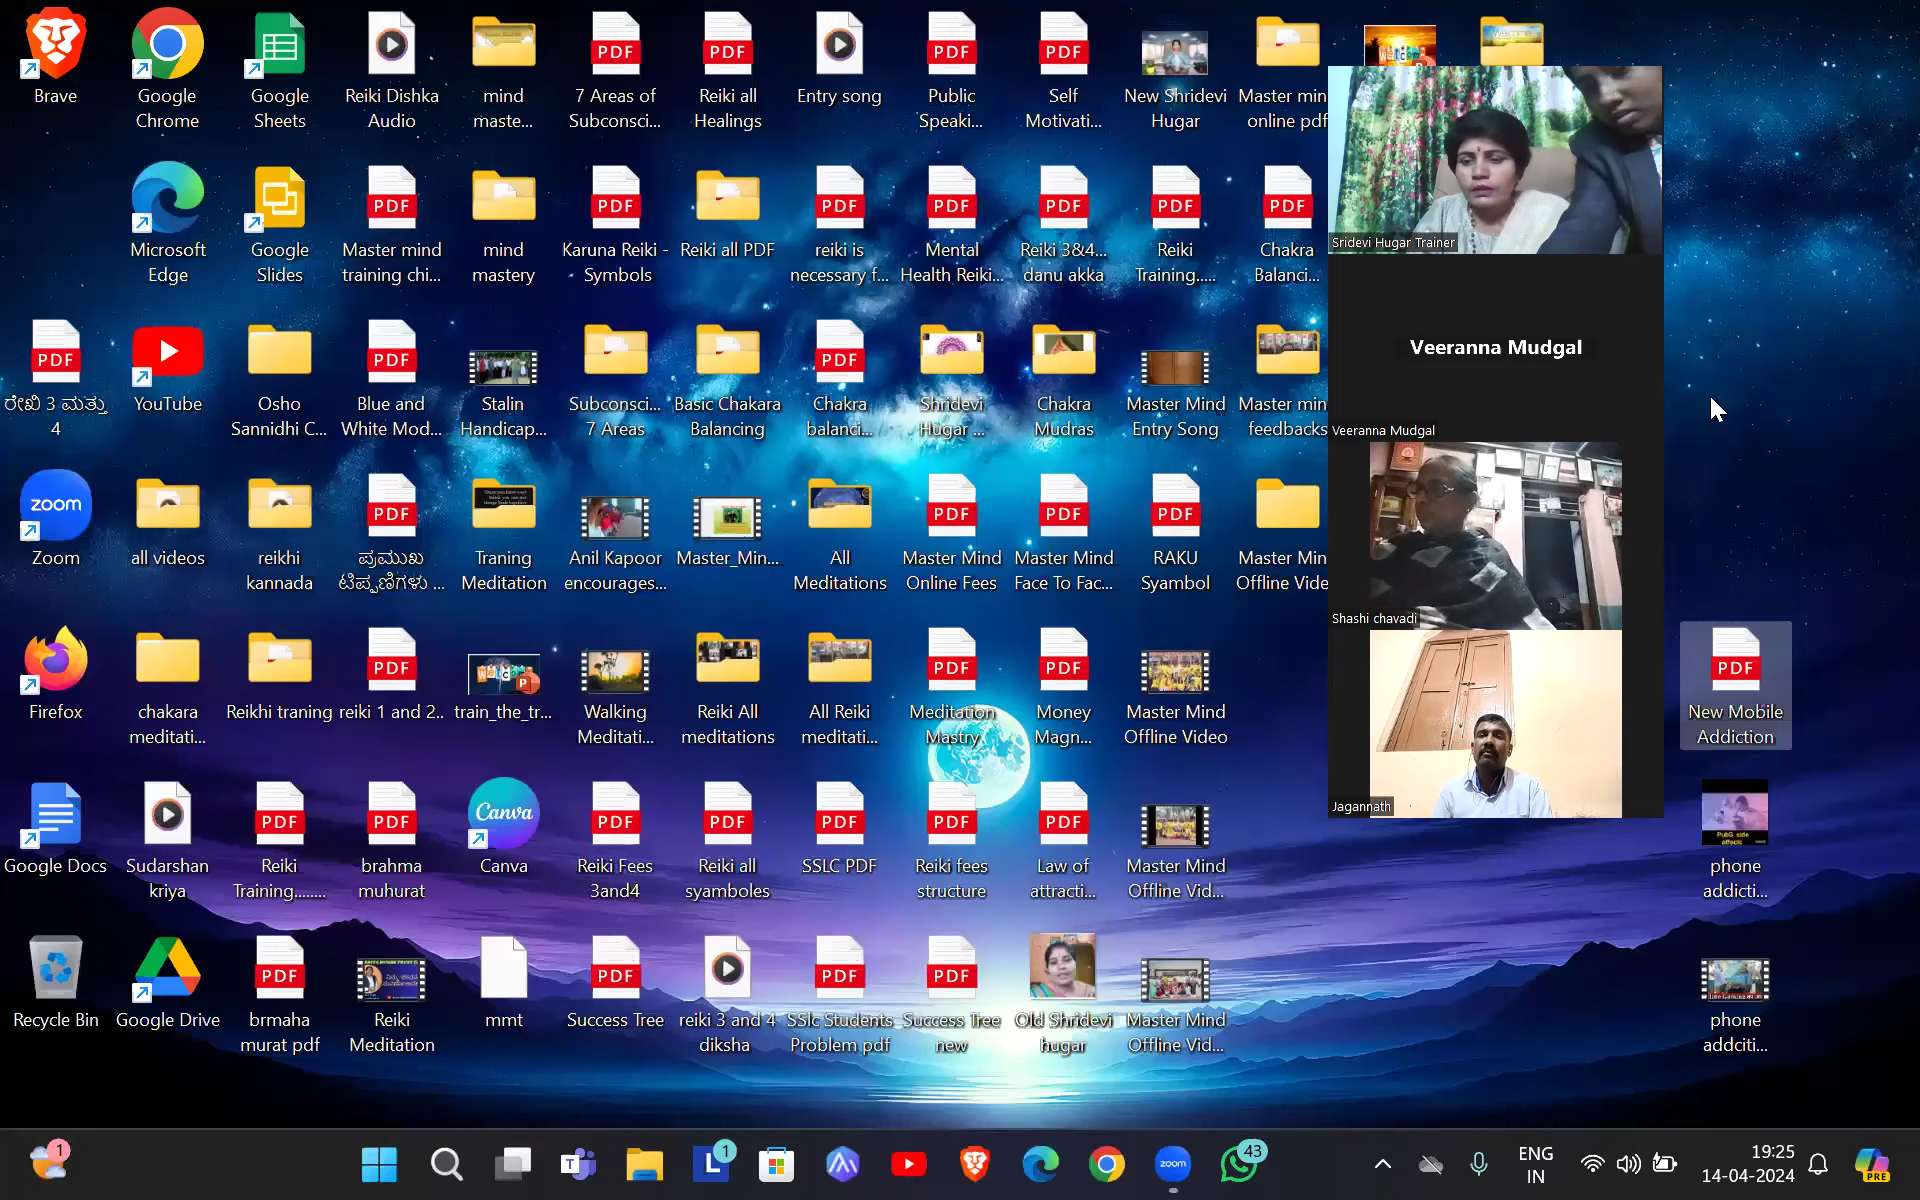 Brave
Google
Chrome
Google
Sheets
Reiki Dishka
Audio
mind
maste...
7 Areas of
Subconsci...
Reiki all
Healings
Entry song
Public
Speaki...
Self
Motivati...
New Shridevi
Hugar
Master min
online pdf
Microsoft
Edge
Google
Slides
Master mind
training chi...
mind
mastery
Karuna Reiki -
Symbols
Reiki all PDF
reiki is
necessary f...
Mental
Health Reiki...
Reiki 3&4...
danu akka
Reiki
Training.....
Chakra
Balanci...
Sridevi Hugar Trainer
Veeranna Mudgal
ರೇಖಿ 3 ಮತ್ತು
4
YouTube
Osho
Sannidhi C...
Blue and
White Mod...
Stalin
Handicap...
Subconsci...
7 Areas
Basic Chakara
Balancing
Chakra
balanci...
Shridevi
Hugar ...
Chakra
Mudras
Master Mind
Entry Song
Master min
feedbacks
Veeranna Mudgal
zoom
Zoom
all videos
reikhi
kannada
ಪ್ರಮುಖ
ಟಿಪ್ಪಣಿಗಳು ...
Traning
Meditation
Anil Kapoor
encourages...
Master_Min...
All
Meditations
Master Mind
Online Fees
Master Mind
Face To Fac...
RAKU
Syambol
Master Min
Offline Vide
Shashi chavadi
Firefox
chakara
meditati...
Reikhi traning
reiki 1 and 2..
train_the_tr...
Walking
Meditati...
Reiki All
meditations
All Reiki
meditati...
Meditation
Mastry
Money
Magn...
Master Mind
Offline Video
New Mobile
Addiction
Jagannath
Google Docs
Sudarshan
kriya
Reiki
Training........
brahma
muhurat
Canva
Canva
Reiki Fees
3and4
Reiki all
syamboles
SSLC PDF
Reiki fees
structure
Law of
attracti...
Master Mind
Offline Vid...
PubG side
effects
phone
addicti...
Recycle Bin
Google Drive
brmaha
murat pdf
Reiki
Meditation
mmt
Success Tree
reiki 3 and 4
diksha
SSlc Students
Problem pdf
Success Tree
new
Old Shridevi
hugar
Master Mind
Offline Vid...
phone
addciti...
1
1
zoom
43
ENG
IN
19:25
14-04-2024
PRE